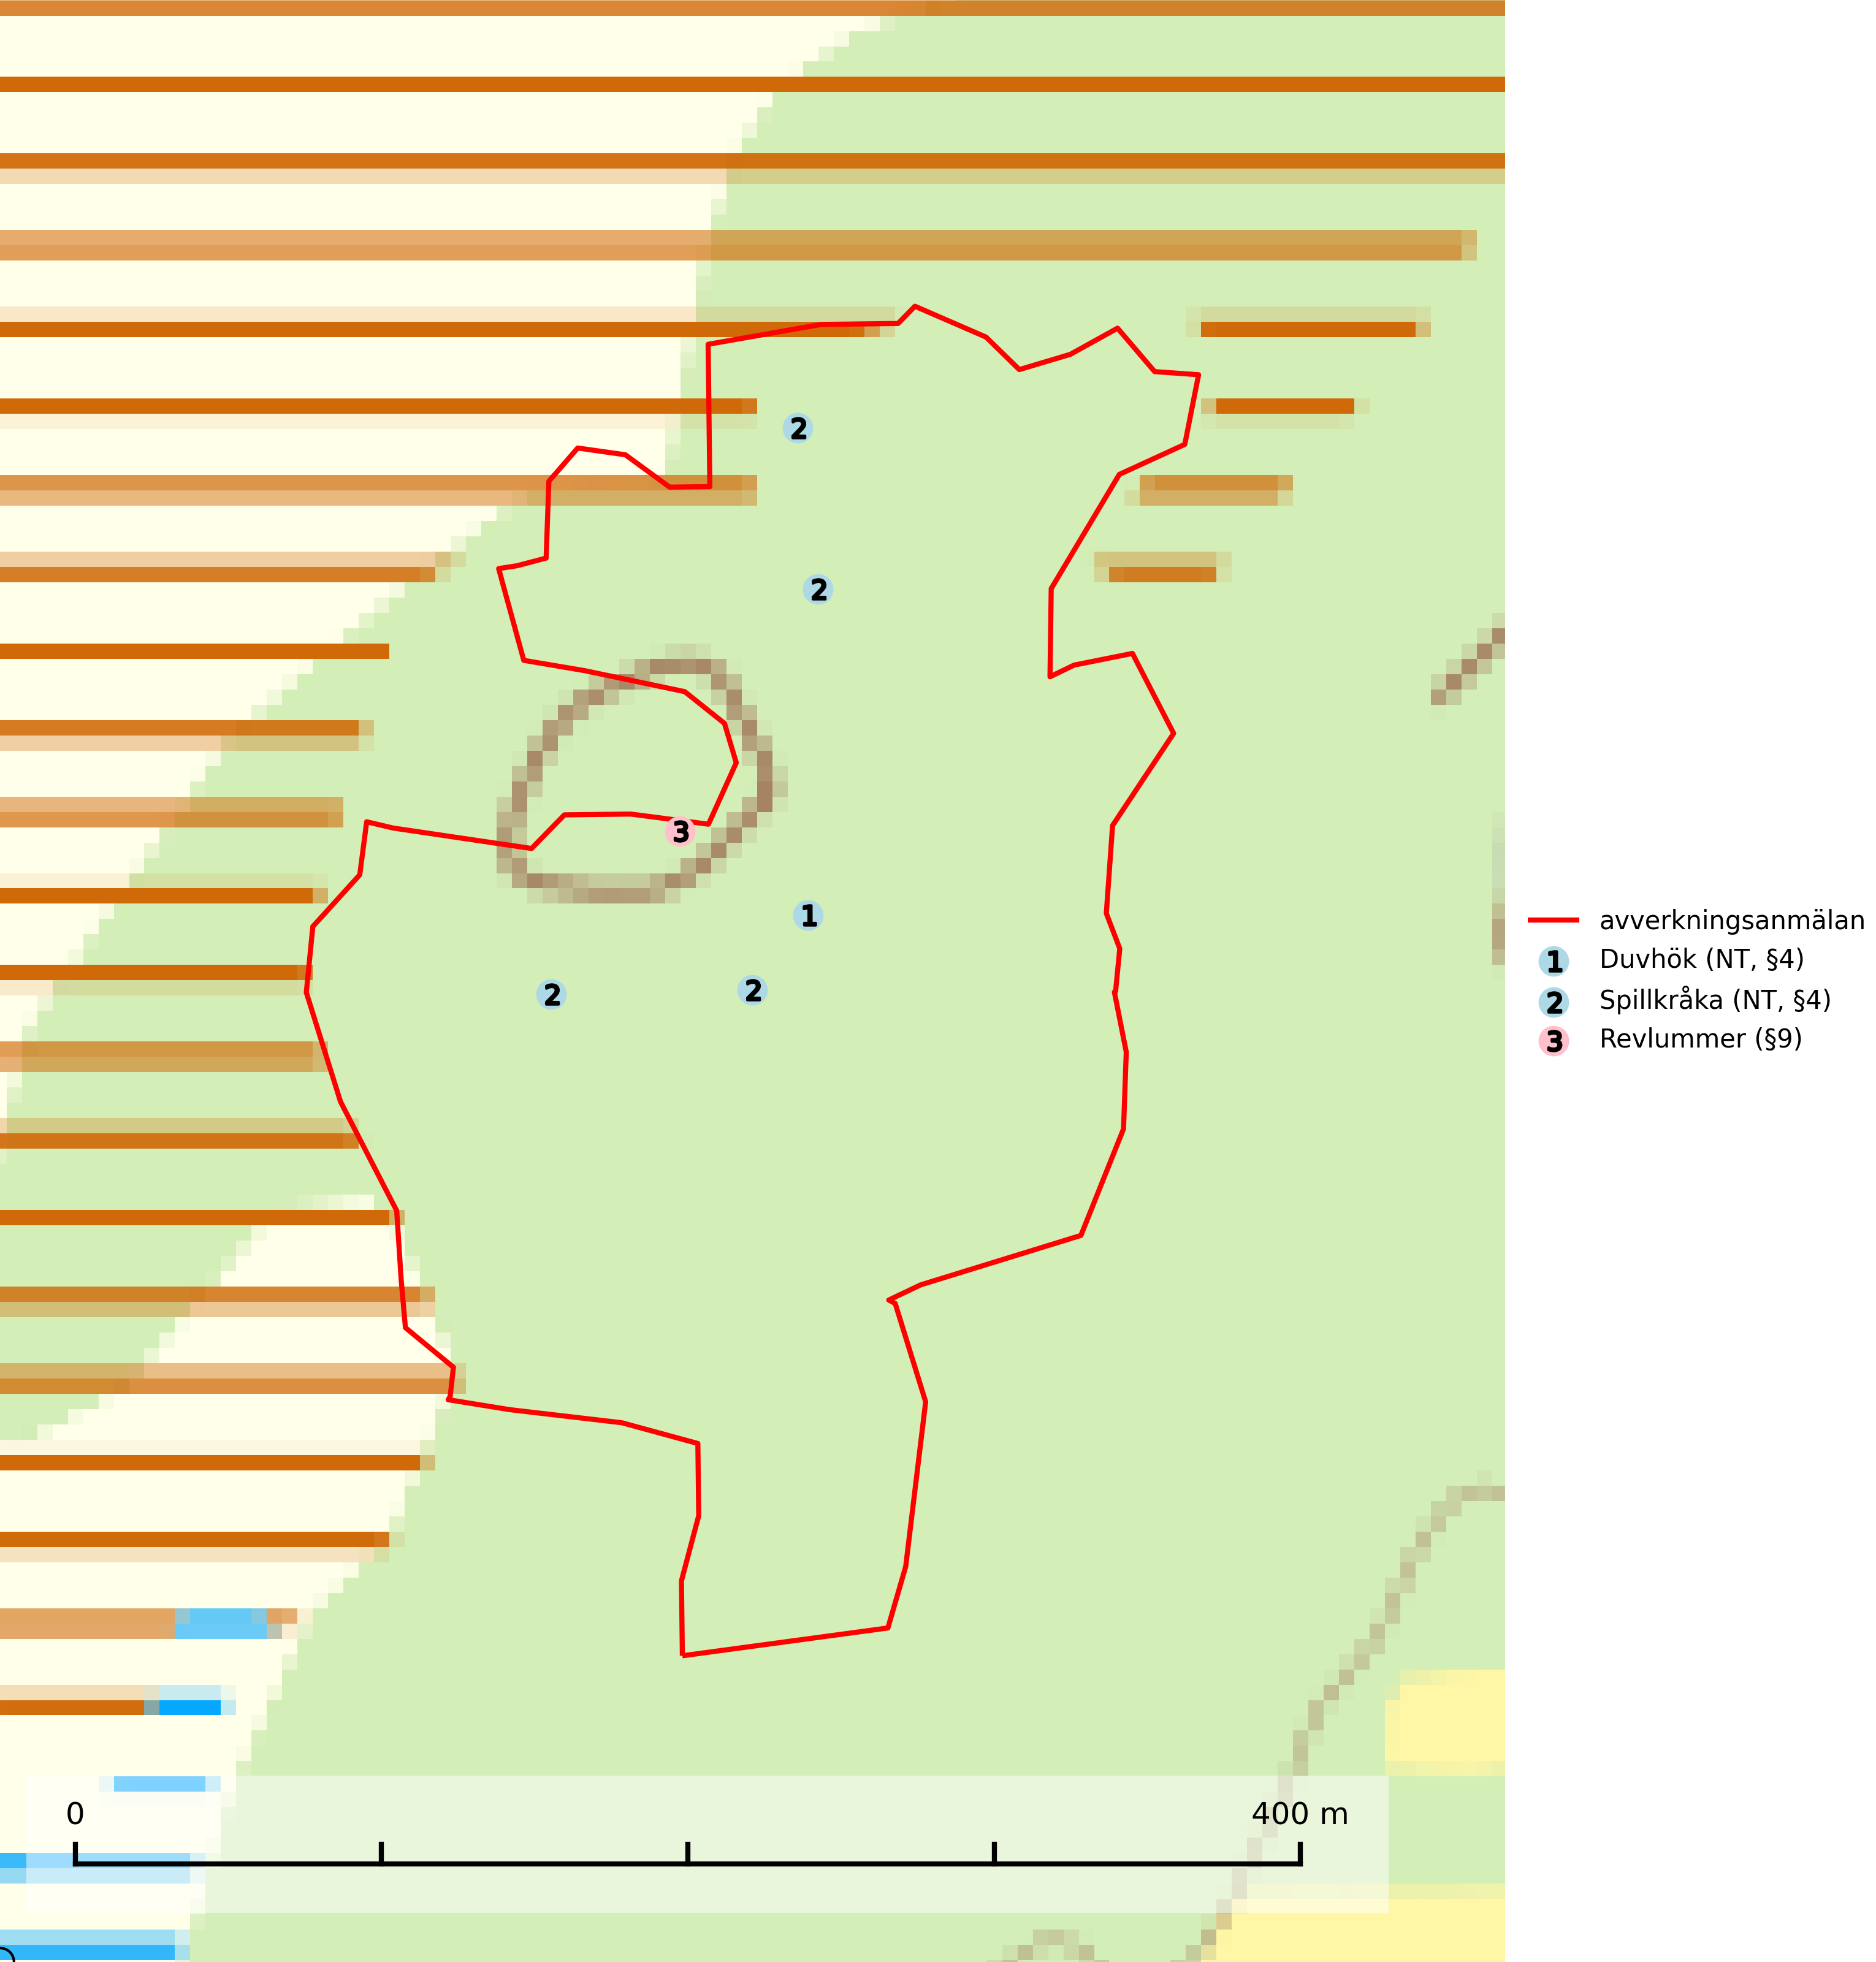 2
2
3
1
2
2
avverkningsanmälan
1 Duvhök (NT, §4)
2 Spillkråka (NT, §4)
3 Revlummer (§9)
0
400 m